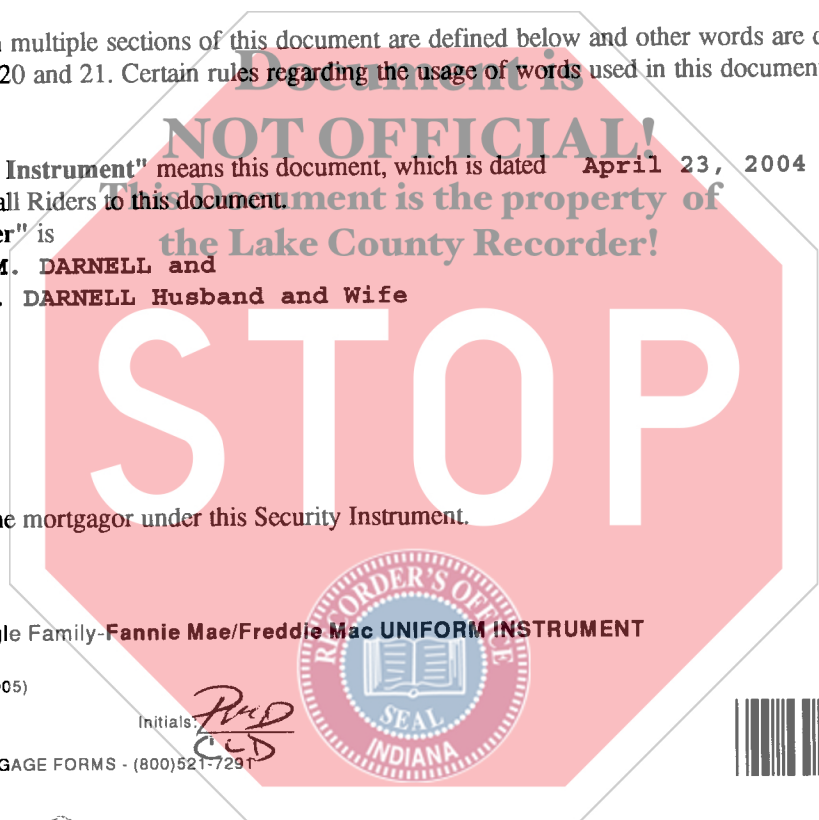 multiple sections of this document are defined below and other words are
20 and 21. Certain rules regarding the usage of words used in this document
Document is
NOT OFFICIAL!
Instrument" means this document, which is dated April 23, 2004
This Document is the property of
all Riders to this document.
er" is
the Lake County Recorder!
M. DARNELL and
. DARNELL Husband and Wife
STOP
e mortgagor under this Security Instrument.
RECORDER'S OFFICE
gle Family-Fannie Mae/Freddie Mac UNIFORM INSTRUMENT
05)
Initials:
SEAL
INDIANA
GAGE FORMS - (800)521-7291